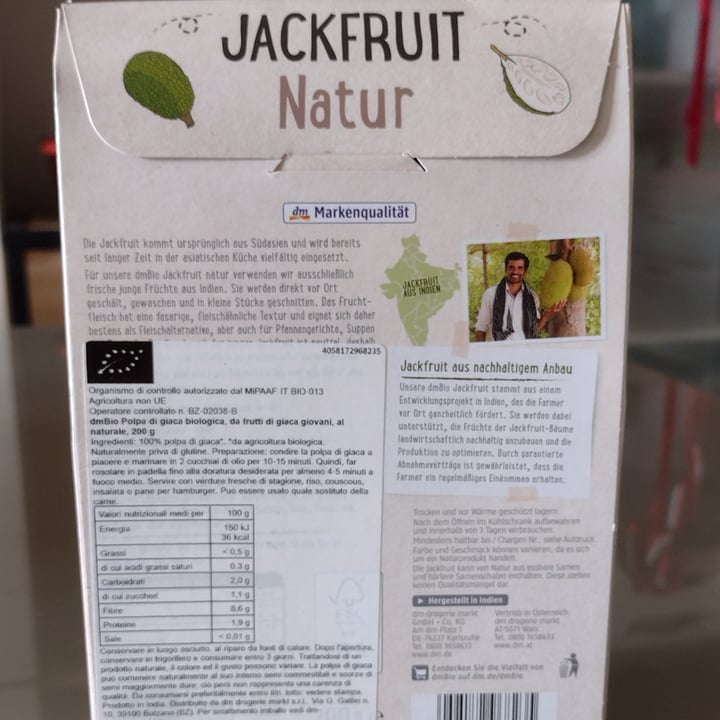 JACKFRUIT
Natur
dm Markenqualität
Die Jackfruit kommt ursprünglich aus Südasien und wird bereits
seit langer Zeit in der asiatischen Küche vielfältig eingesetzt.
Für unsere dmBio Jackfruit natur verwenden wir ausschließlich
frische junge Früchte aus Indien. Sie werden direkt vor Ort
geschält, gewaschen und in kleine Stücke geschnitten. Das Frucht-
fleisch hat eine faserige, fleischähnliche Textur und eignet sich daher
bestens als Fleischalternative, aber auch für Pfannengerichte, Suppen
Jackfruit ist neutral, deshalb
JACKFRUIT
AUS INDIEN
4058172968235
Organismo di controllo autorizzato dal MiPAAF IT BIO 013
Agricoltura non UE
Operatore controllato n. BZ-02038-B
dmBio Polpa di giaca biologica, da frutti di giaca giovani, al
naturale, 200 g
Ingredienti: 100% polpa di giaca*. *da agricoltura biologica.
Naturalmente priva di glutine. Preparazione: condire la polpa di giaca a
piacere e marinare in 2 cucchiai di olio per 10-15 minuti. Quindi, far
rosolare in padella fino alla doratura desiderata per almeno 4-5 minuti a
fuoco medio. Servire con verdure fresche di stagione, riso, couscous,
insalata o pane per hamburger. Può essere usato quale sostituto della
carne.
Valori nutrizionali medi per 100 g
Energia 150 kJ
36 kcal
Grassi < 0,5 g
di cui acidi grassi saturi 0,3 g
Carboidrati 2,0 g
di cui zuccheri 1,1 g
Fibre 8,6 g
Proteine 1,9 g
Sale < 0,01 g
Conservare in luogo asciutto, al riparo da fonti di calore. Dopo l'apertura,
conservare in frigorifero e consumare entro 3 giorni. Trattandosi di un
prodotto naturale, il colore ed il gusto possono variare. La polpa di giaca
può contenere naturalmente al suo interno semi commestibili e scorze di
semi maggiormente dure; ciò però non rappresenta una carenza di
qualità. Da consumarsi preferibilmente entro il/n. lotto: vedere stampa.
Prodotto in India. Distribuito da dm drogerie markt s.r.l., Via G. Galilei n.
10, 39100 Bolzano (BZ). Per smaltimento imballo vedi dm-
Jackfruit aus nachhaltigem Anbau
Unsere dmBio Jackfruit stammt aus einem
Entwicklungsprojekt in Indien, das die Farmer
vor Ort ganzheitlich fördert. Sie werden dabei
unterstützt, die Früchte der Jackfruit-Bäume
landwirtschaftlich nachhaltig anzubauen und die
Produktion zu optimieren. Durch garantierte
Abnahmeverträge ist gewährleistet, dass die
Farmer ein regelmäßiges Einkommen erhalten.
Trocken und vor Wärme geschützt lagern.
Nach dem Öffnen im Kühlschrank aufbewahren
und innerhalb von 3 Tagen verbrauchen.
Mindestens haltbar bis / Chargen Nr.: siehe Aufdruck
Farbe und Geschmack können variieren, da es sich
um ein Naturprodukt handelt.
Die Jackfruit kann von Natur aus essbare Samen
und härtere Samenschalen enthalten. Diese stellen
keinen Qualitätsmangel dar.
Hergestellt in Indien
dm-drogerie markt
GmbH + Co. KG
Am dm-Platz 1
DE-76227 Karlsruhe
Tel. 0800 3658633
www.dm.de
Vertrieb in Österreich:
dm drogerie markt
AT-5071 Wals
Tel. 0800 3658633
www.dm.at
Entdecken Sie die Vielfalt von
dmBio auf dm.de/dmBio